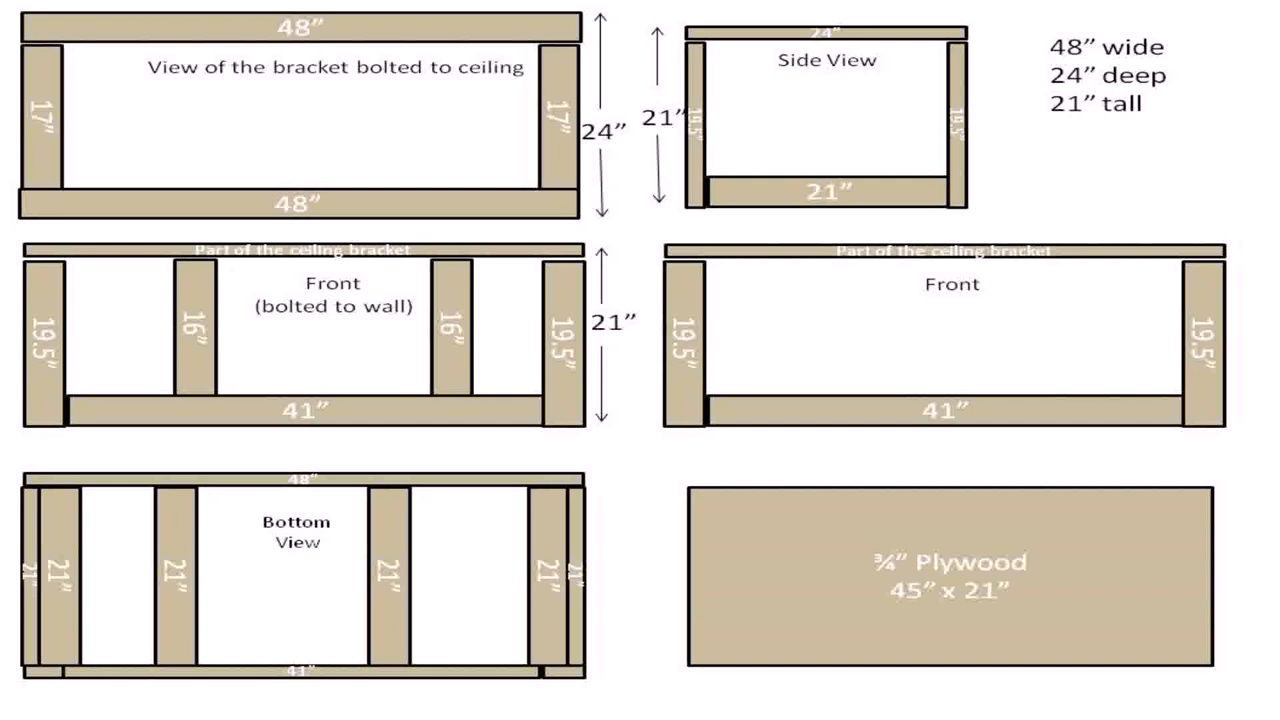 48”
View of the bracket bolted to ceiling
17”
17”
24”
48”
24”
Side View
21”
19.5”
19.5”
21”
48” wide
24” deep
21” tall
Part of the ceiling bracket
Front
(bolted to wall)
19.5”
16”
16”
19.5”
21”
41”
Part of the ceiling bracket
Front
19.5”
19.5”
41”
48”
Bottom
View
21”
21”
21”
21”
21”
21”
41”
¾” Plywood
45” x 21”